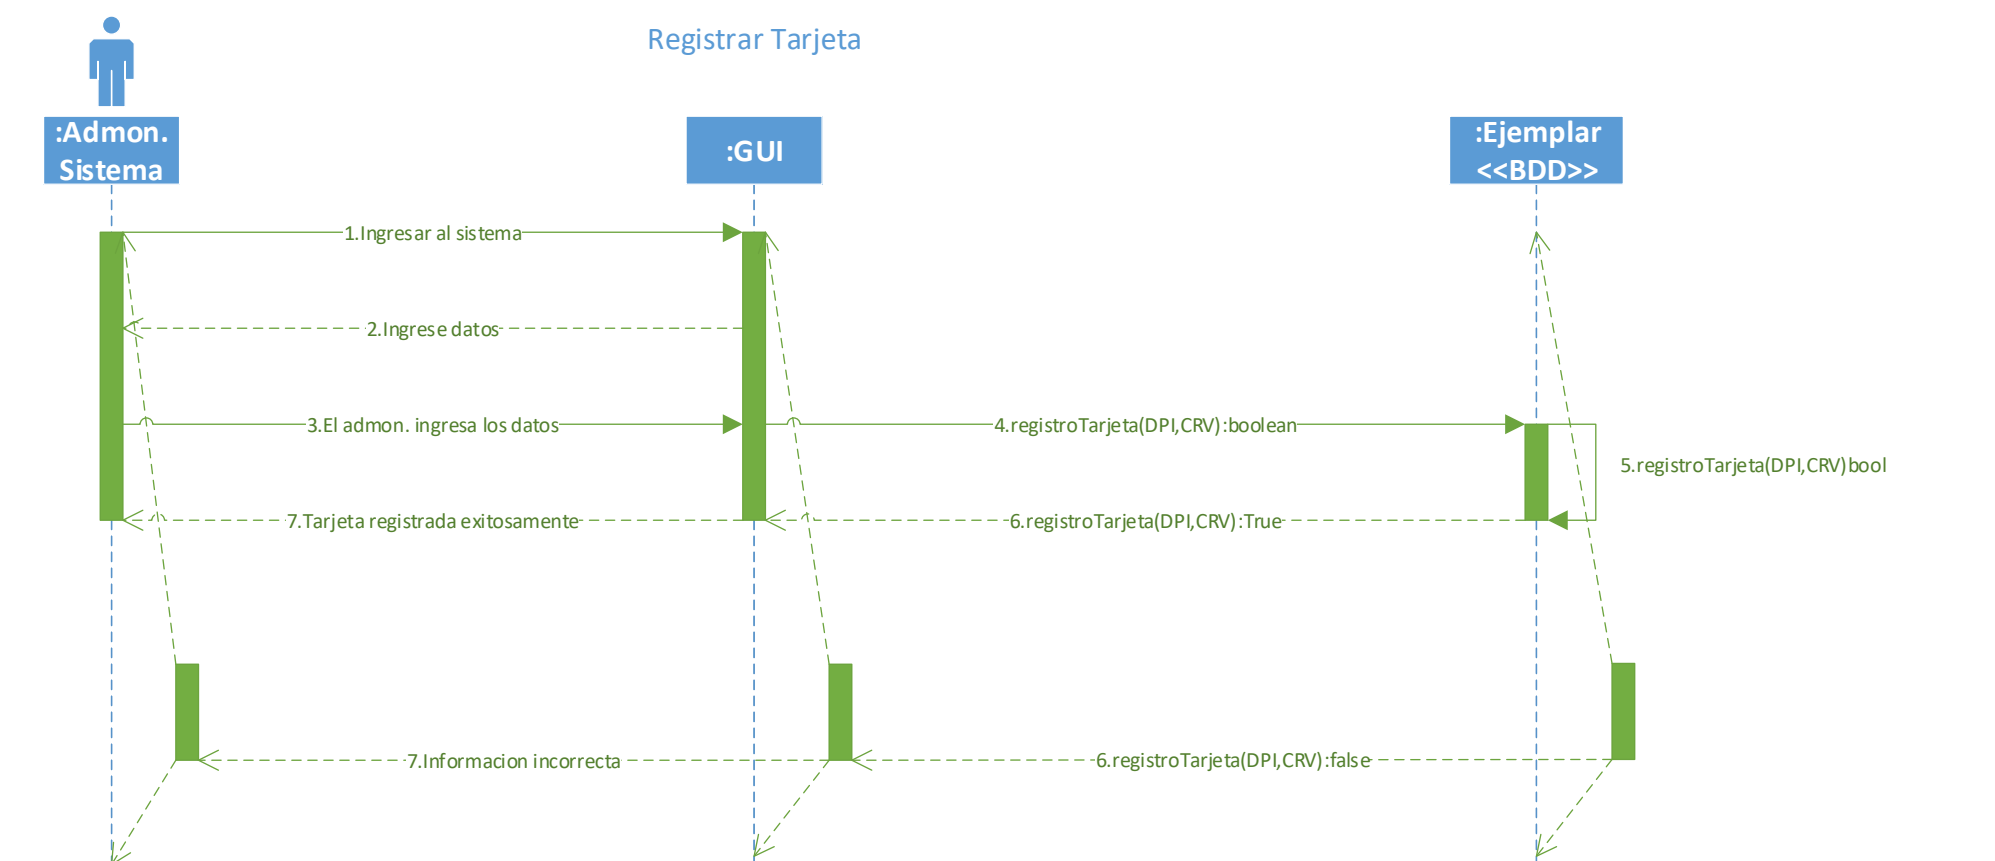 Registrar Tarjeta
:Admon.
Sistema
:GUI
:Ejemplar
<<BDD>>
1.Ingresar al sistema
2.Ingrese datos
3.El admon. ingresa los datos
4.registroTarjeta(DPI,CRV):boolean
5.registroTarjeta(DPI,CRV)bool
7.Tarjeta registrada exitosamente
6.registroTarjeta(DPI,CRV):True
7.Informacion incorrecta
6.registroTarjeta(DPI,CRV):false